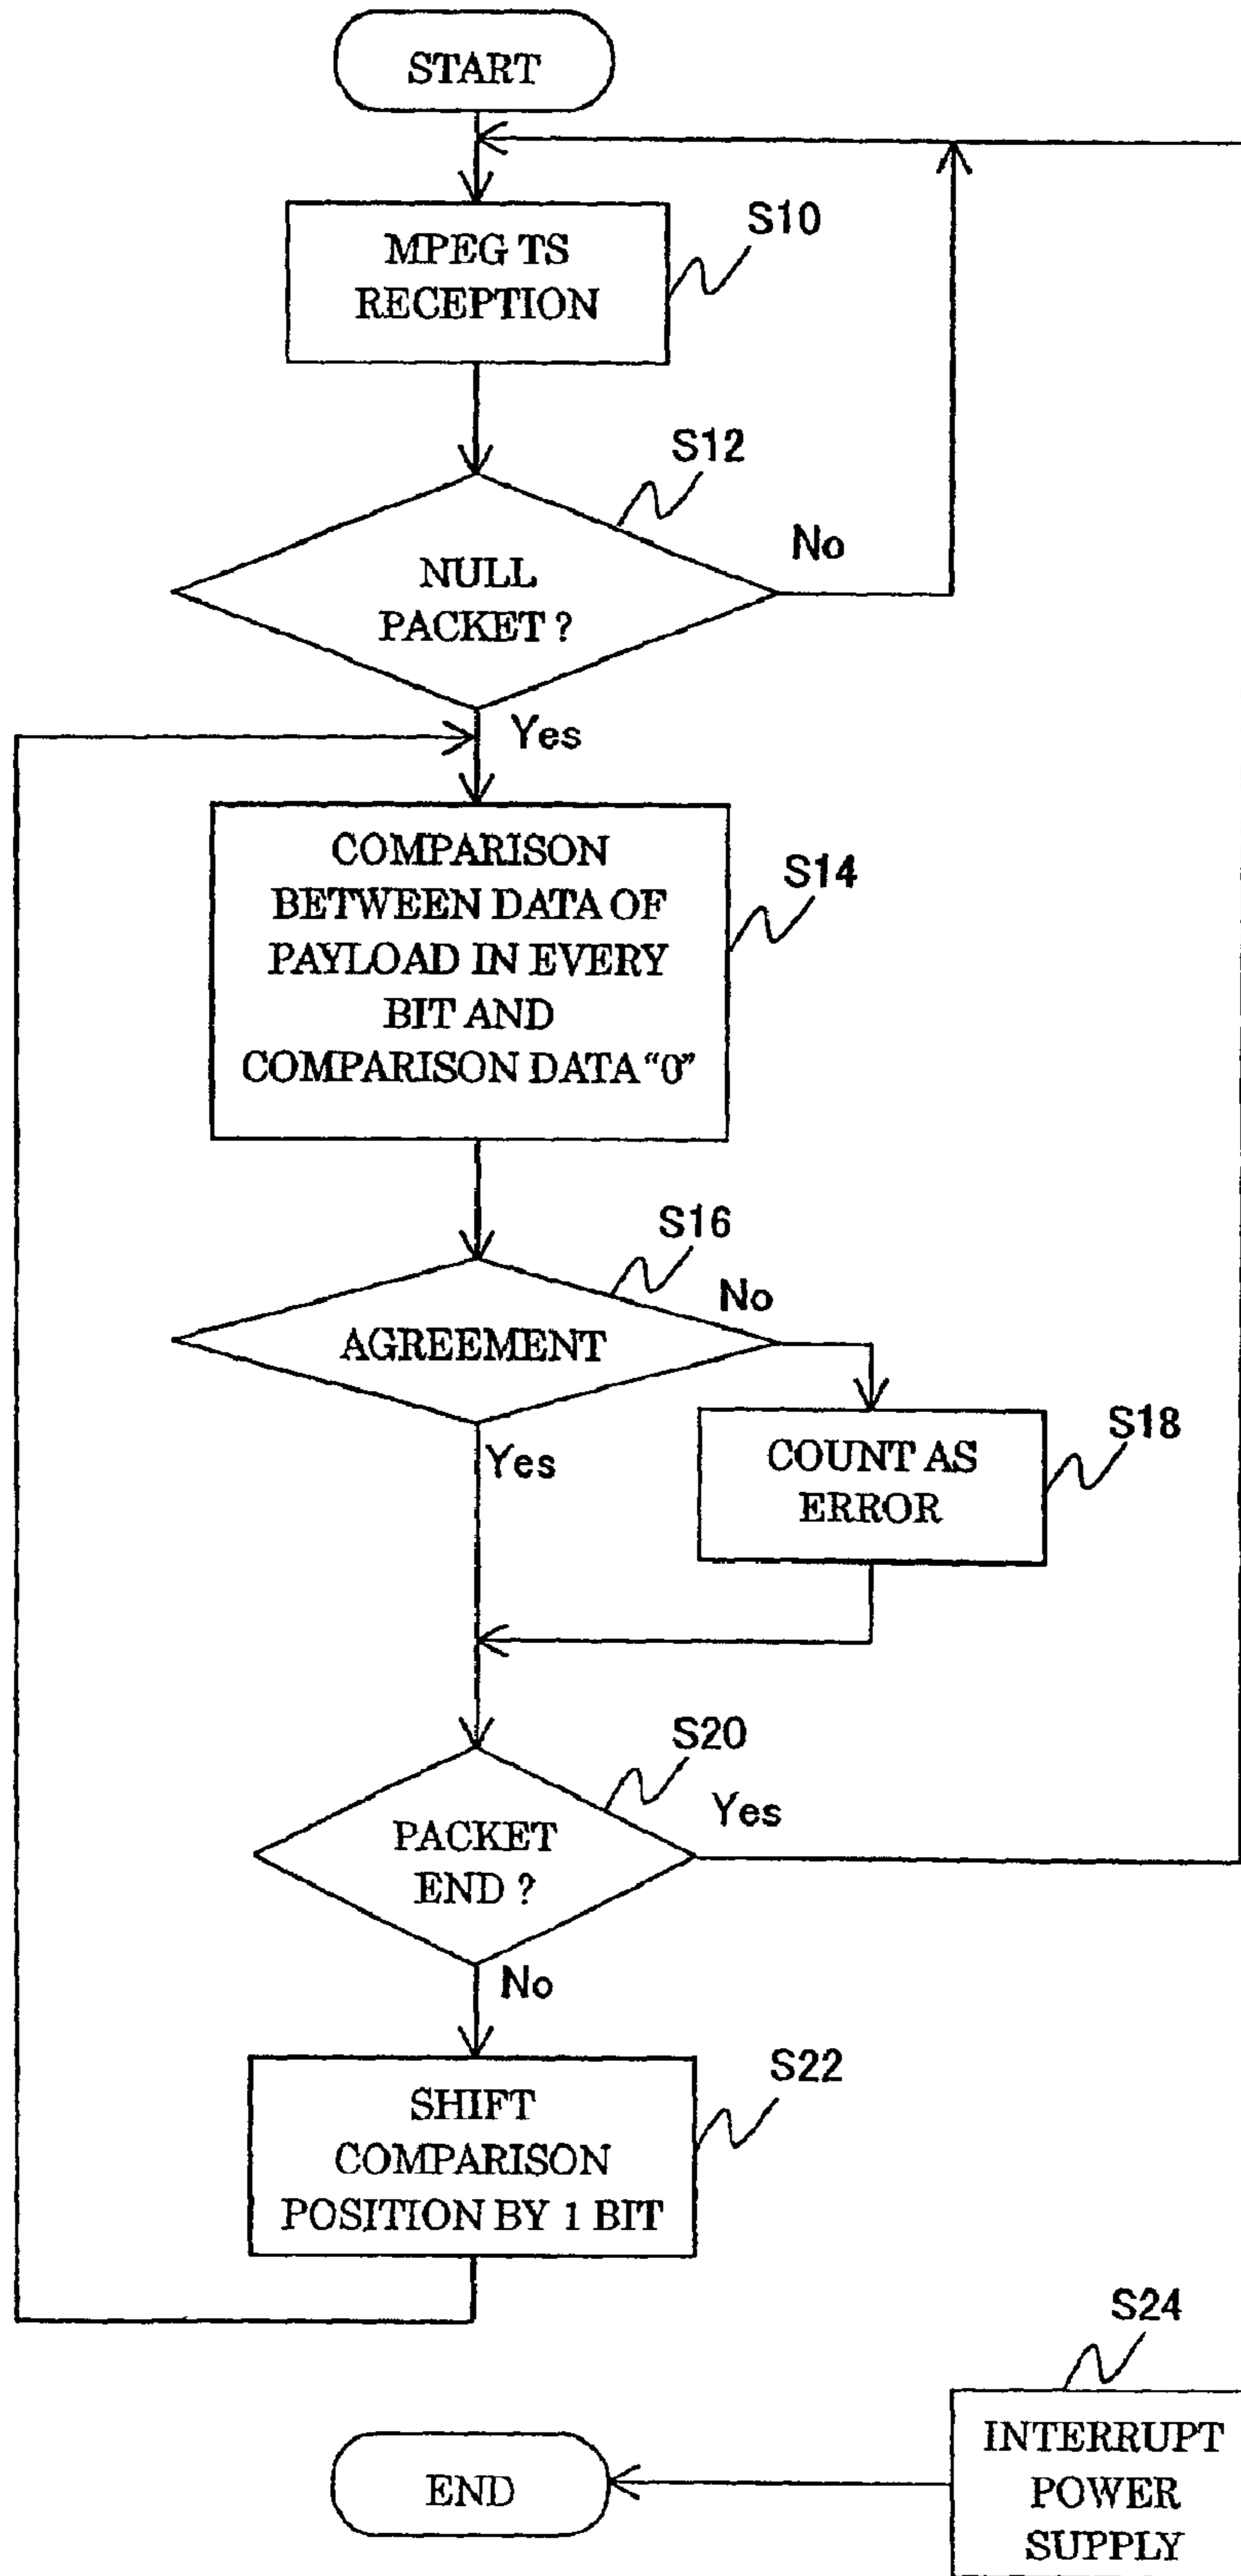 START
MPEG TS
RECEPTION
S10
S12
NULL
PACKET ?
No
Yes
COMPARISON
BETWEEN DATA OF
PAYLOAD IN EVERY
BIT AND
COMPARISON DATA “0”
S14
S16
AGREEMENT
No
Yes
COUNT AS
ERROR
S18
S20
PACKET
END ?
Yes
No
SHIFT
COMPARISON
POSITION BY 1 BIT
S22
S24
INTERRUPT
POWER
SUPPLY
END